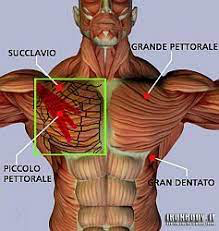 SUCCLAVIO
GRANDE PETTORALE
PICCOLO
PETTORALE
GRAN DENTATO
IRONBODY.IT